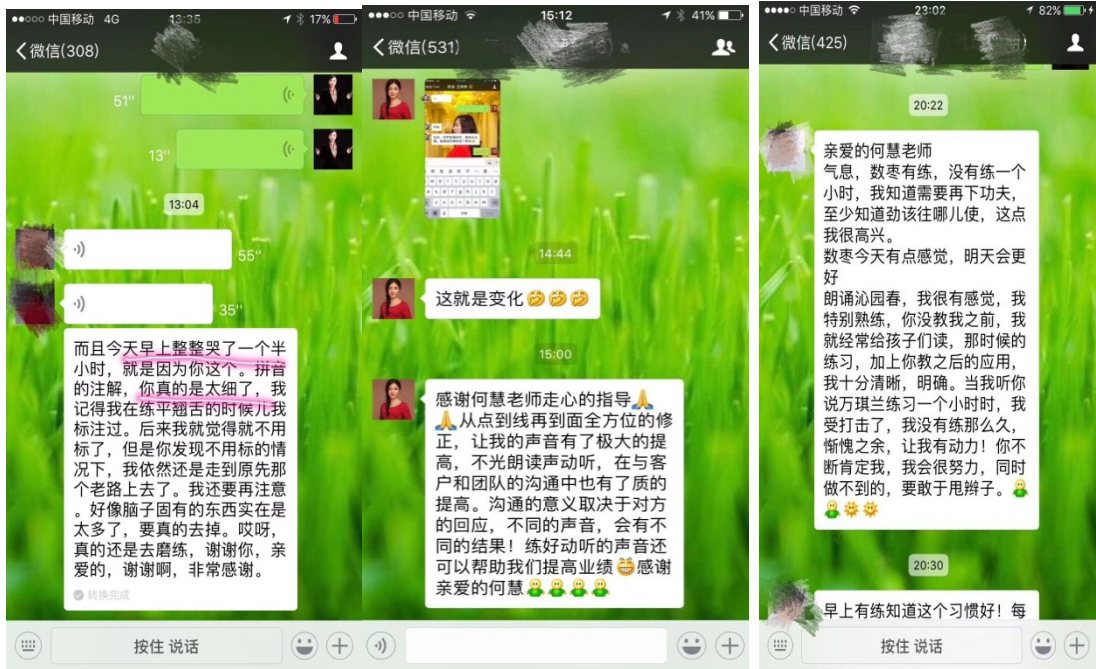 中国移动 4G 13:35 17%
微信(308)
51''
13''
13:04
55''
35''
而且今天早上整整哭了一个半
小时，就是因为你这个。拼音
的注解，你真的是太细了，我
记得我在练平翘舌的时候儿我
标注过。后来我就觉得就不用
标了，但是你发现不用标的情
况下，我依然还是走到原先那
个老路上去了。我还要再注意
。好像脑子固有的东西实在是
太多了，要真的去掉。哎呀，
真的还是去磨练，谢谢你，亲
爱的，谢谢啊，非常感谢。
转换完成
按住 说话
中国移动 15:12 41%
微信(531)
14:44
这就是变化
15:00
感谢何慧老师走心的指导
从点到线再到面全方位的修
正，让我的声音有了极大的提
高，不光朗读声动听，在与客
户和团队的沟通中也有了质的
提高。沟通的意义取决于对方
的回应，不同的声音，会有不
同的结果！练好动听的声音还
可以帮助我们提高业绩感谢
亲爱的何慧
中国移动 23:02 82%
微信(425)
20:22
亲爱的何慧老师
气息，数枣有练，没有练一个
小时，我知道需要再下功夫，
至少知道劲该往哪儿使，这点
我很高兴。
数枣今天有点感觉，明天会更
好
朗诵沁园春，我很有感觉，我
特别熟练，你没教我之前，我
就经常给孩子们读，那时候的
练习，加上你教之后的应用，
我十分清晰，明确。当我听你
说万琪兰练习一个小时时，我
受打击了，我没有练那么久，
惭愧之余，让我有动力！你不
断肯定我，我会很努力，同时
做不到的，要敢于甩辫子。
20:30
早上有练知道这个习惯好！每
按住 说话